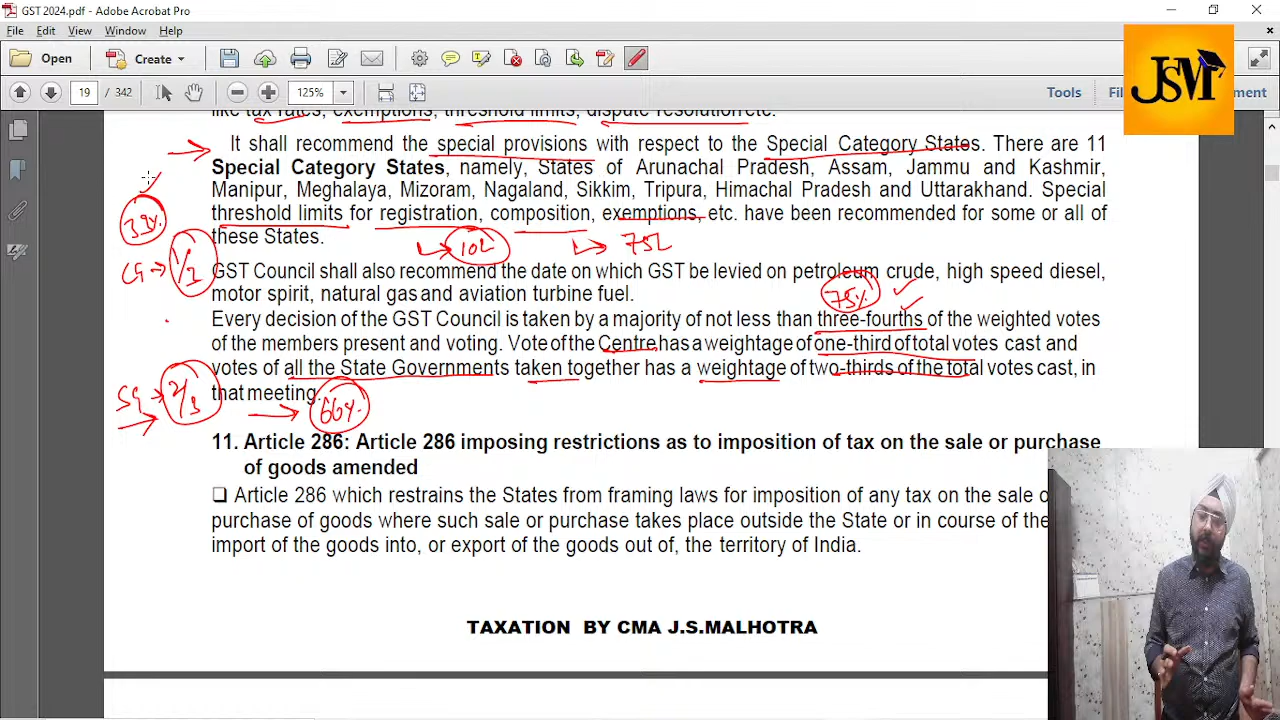 GST 2024.pdf - Adobe Acrobat Pro
File Edit View Window Help
Open Create
19 / 342 125% Tools
JSM
like tax rates, exemptions, threshold limits, dispute resolution etc.
It shall recommend the special provisions with respect to the Special Category States. There are 11
Special Category States, namely, States of Arunachal Pradesh, Assam, Jammu and Kashmir,
Manipur, Meghalaya, Mizoram, Nagaland, Sikkim, Tripura, Himachal Pradesh and Uttarakhand. Special
threshold limits for registration, composition, exemptions, etc. have been recommended for some or all of
these States.
10L 75L
33%
CG → 1/3
GST Council shall also recommend the date on which GST be levied on petroleum crude, high speed diesel,
motor spirit, natural gas and aviation turbine fuel.
75%
Every decision of the GST Council is taken by a majority of not less than three-fourths of the weighted votes
of the members present and voting. Vote of the Centre has a weightage of one-third of total votes cast and
votes of all the State Governments taken together has a weightage of two-thirds of the total votes cast, in
that meeting.
SG → 2/3 → 66%
11. Article 286: Article 286 imposing restrictions as to imposition of tax on the sale or purchase
of goods amended
❑ Article 286 which restrains the States from framing laws for imposition of any tax on the sale
purchase of goods where such sale or purchase takes place outside the State or in course of the
import of the goods into, or export of the goods out of, the territory of India.
TAXATION BY CMA J.S.MALHOTRA